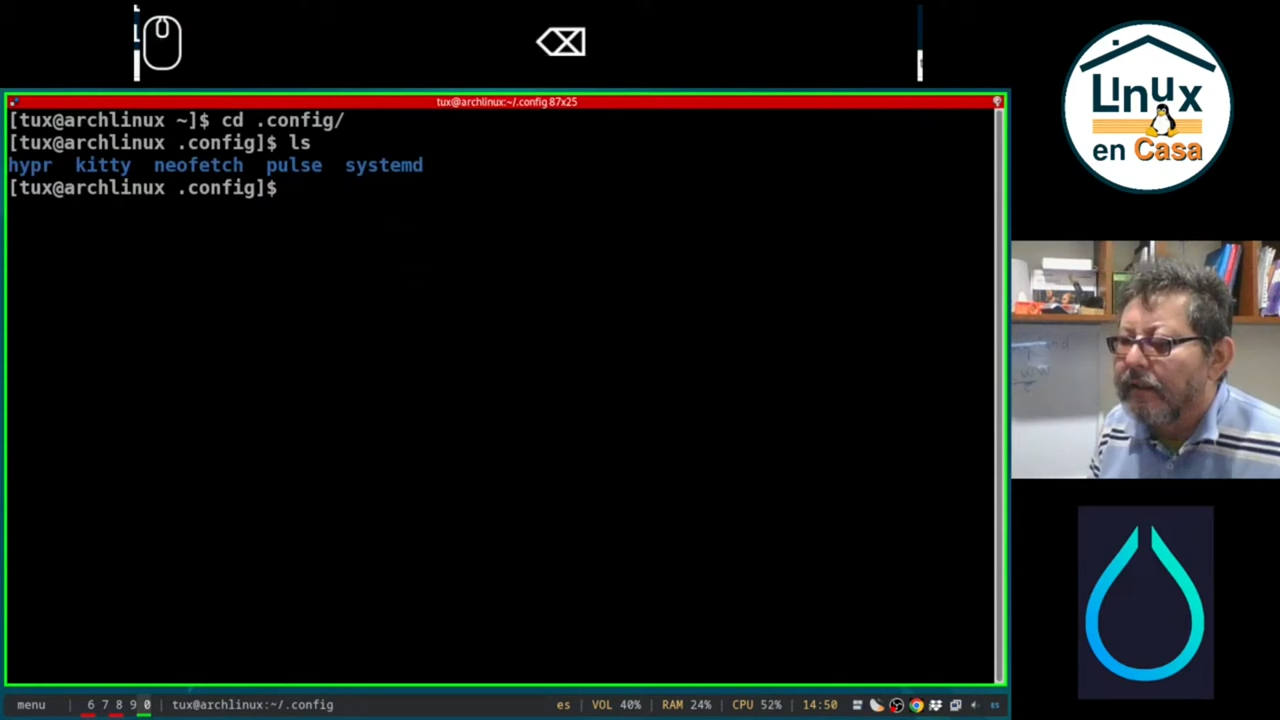 tux@archlinux:~/.config 87x25
[tux@archlinux ~]$ cd .config/
[tux@archlinux .config]$ ls
hypr kitty neofetch pulse systemd
[tux@archlinux .config]$
menu 6 7 8 9 0 tux@archlinux:~/.config es VOL 40% RAM 24% CPU 52% 14:50 es
Linux
en Casa